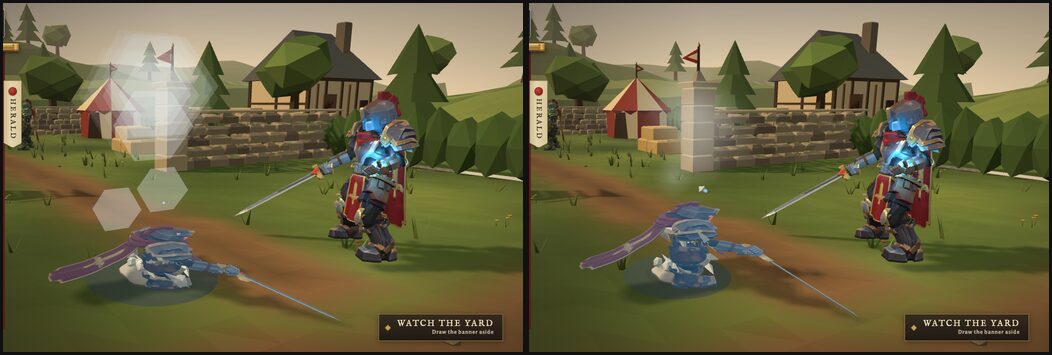 HERALD
WATCH THE YARD
Draw the banner aside
HERALD
WATCH THE YARD
Draw the banner aside